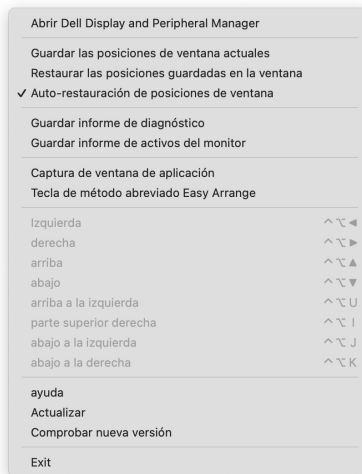 Abrir Dell Display and Peripheral Manager
Guardar las posiciones de ventana actuales
Restaurar las posiciones guardadas en la ventana
✓ Auto-restauración de posiciones de ventana
Guardar informe de diagnóstico
Guardar informe de activos del monitor
Captura de ventana de aplicación
Tecla de método abreviado Easy Arrange
Izquierda ^⌥◀
derecha ^⌥▶
arriba ^⌥▲
abajo ^⌥▼
arriba a la izquierda ^⌥U
parte superior derecha ^⌥I
abajo a la izquierda ^⌥J
abajo a la derecha ^⌥K
ayuda
Actualizar
Comprobar nueva versión
Exit